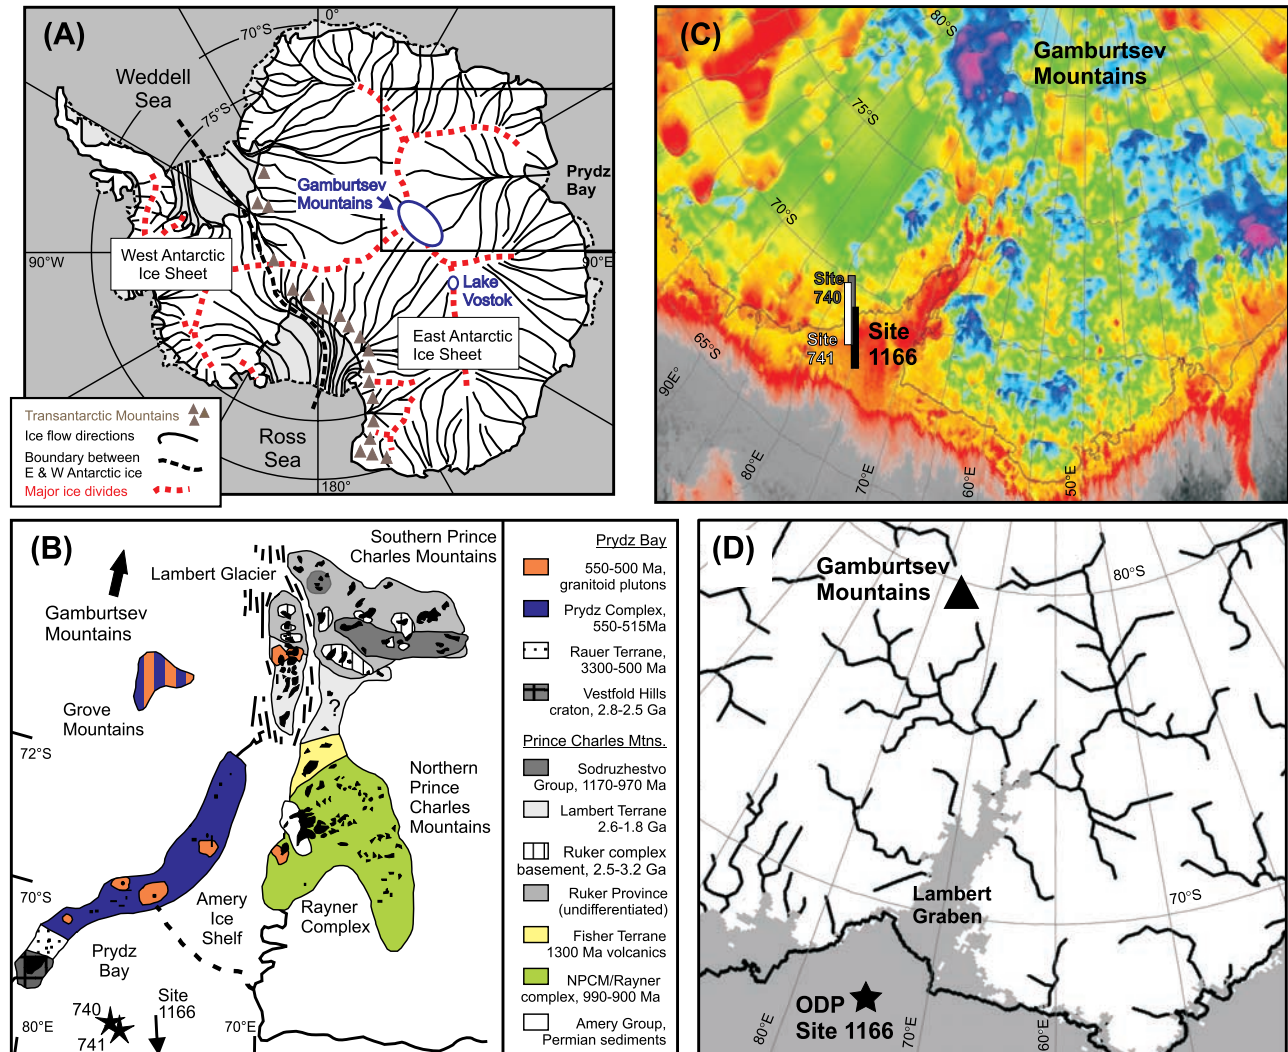 (A)
0°
70°S
Weddell
Sea
75°S
Gamburtsev
Mountains
Prydz
Bay
West Antarctic
Ice Sheet
90°W
90°E
Lake
Vostok
East Antarctic
Ice Sheet
Ross
Sea
180°
Transantarctic Mountains
Ice flow directions
Boundary between
E & W Antarctic ice
Major ice divides
(C)
80°S
Gamburtsev
Mountains
75°S
70°S
Site
740
Site
741
Site
1166
65°S
90E°
80°E
70°E
60°E
50°E
(B)
Southern Prince
Charles Mountains
Lambert Glacier
Gamburtsev
Mountains
Grove
Mountains
?
72°S
Northern
Prince
Charles
Mountains
70°S
Amery
Ice
Shelf
Rayner
Complex
Prydz
Bay
740
741
Site
1166
80°E
70°E
Prydz Bay
550-500 Ma,
granitoid plutons
Prydz Complex,
550-515Ma
Rauer Terrane,
3300-500 Ma
Vestfold Hills
craton, 2.8-2.5 Ga
Prince Charles Mtns.
Sodruzhestvo
Group, 1170-970 Ma
Lambert Terrane
2.6-1.8 Ga
Ruker complex
basement, 2.5-3.2 Ga
Ruker Province
(undifferentiated)
Fisher Terrane
1300 Ma volcanics
NPCM/Rayner
complex, 990-900 Ma
Amery Group,
Permian sediments
(D)
Gamburtsev
Mountains
80°S
70°S
Lambert
Graben
ODP
Site 1166
80°E
70°E
60°E